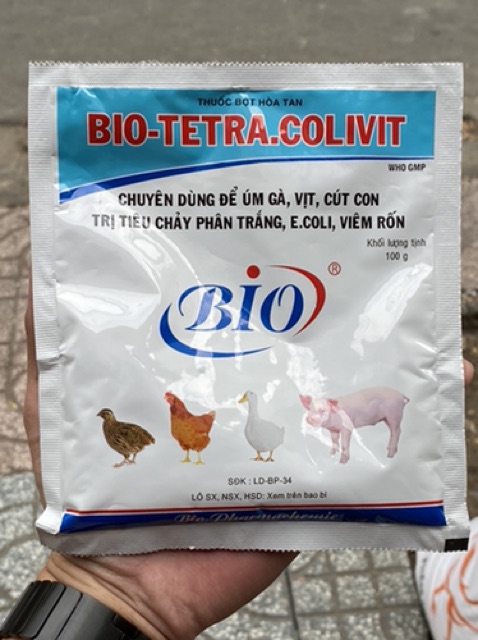 THUỐC BỘT HÒA TAN
BIO-TETRA.COLIVIT
WHO GMP
CHUYÊN DÙNG ĐỂ ÚM GÀ, VỊT, CÚT CON
TRỊ TIÊU CHẢY PHÂN TRẮNG, E.COLI, VIÊM RỐN
Khối lượng tịnh
100 g
BIO ®
SĐK : LD-BP-34
LÔ SX, NSX, HSD: Xem trên bao bì
Bio-Pharmachemie